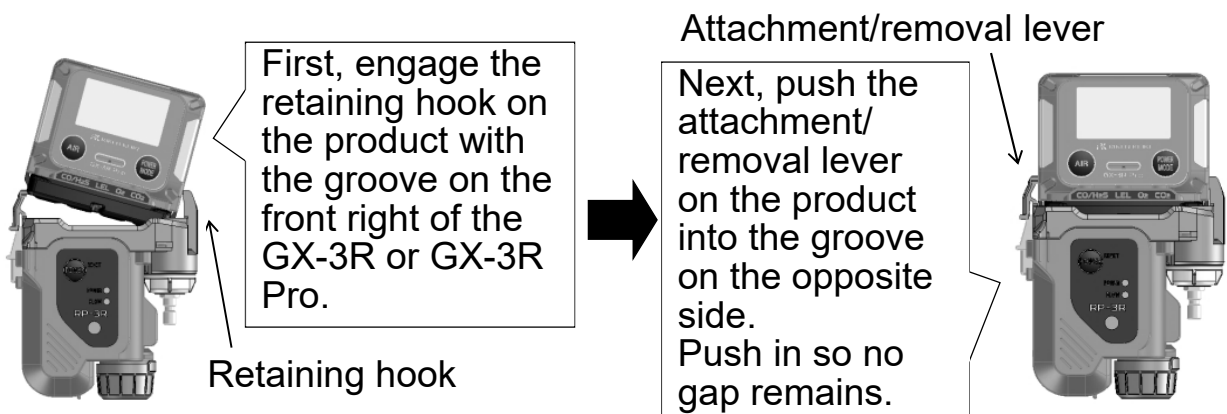 Attachment/removal lever
First, engage the
retaining hook on
the product with
the groove on the
front right of the
GX-3R or GX-3R
Pro.
Next, push the
attachment/
removal lever
on the product
into the groove
on the opposite
side.
Push in so no
gap remains.
Retaining hook
AIR
POWER
MODE
CO/H2S LEL O2 CO2
RP-3R
AIR
POWER
MODE
CO/H2S LEL O2 CO2
RP-3R